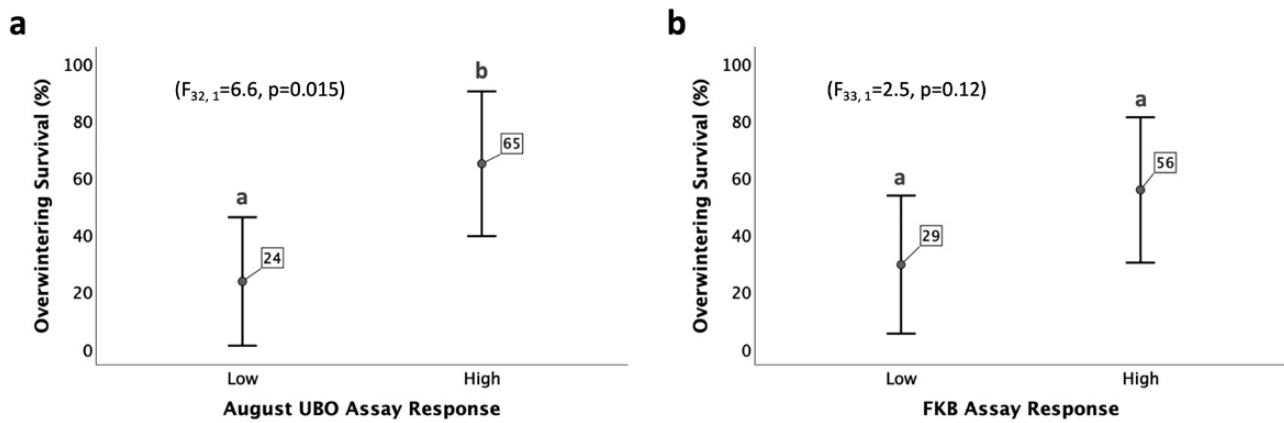 a
Overwintering Survival (%)
100
80
60
40
20
0
(F32, 1=6.6, p=0.015)
a
24
b
65
Low
High
August UBO Assay Response
b
Overwintering Survival (%)
100
80
60
40
20
0
(F33, 1=2.5, p=0.12)
a
29
a
56
Low
High
FKB Assay Response